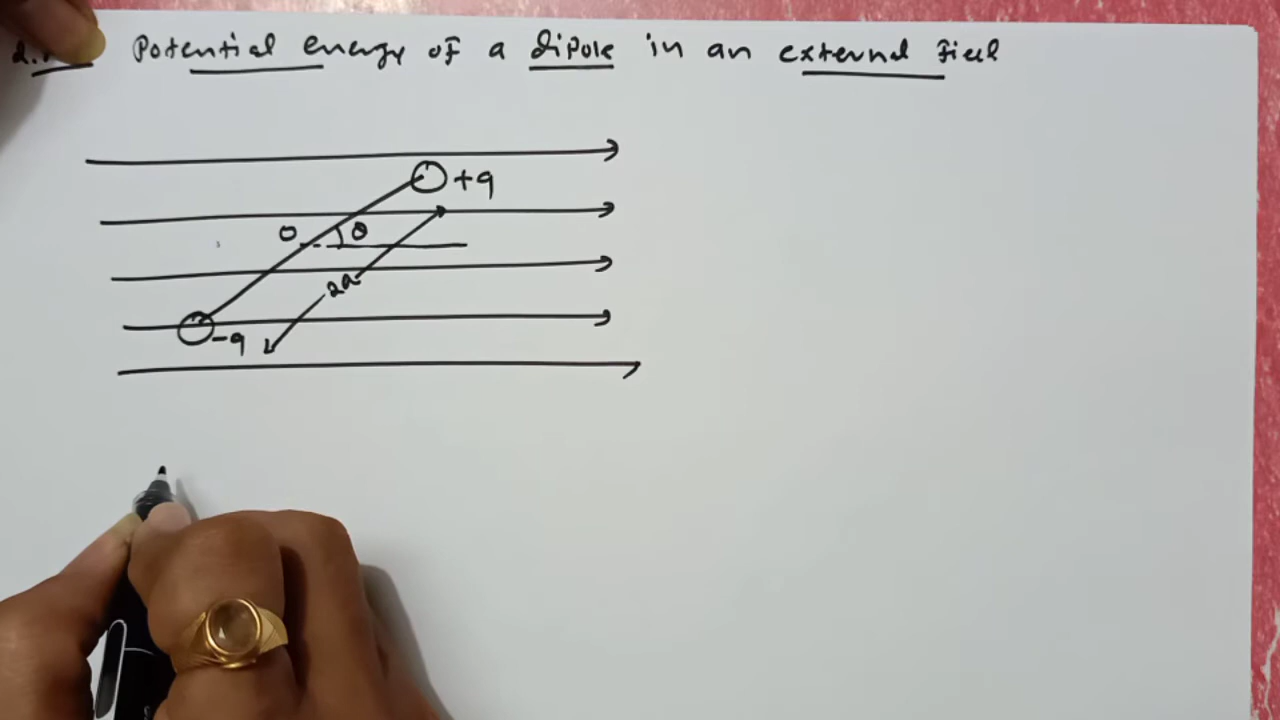 Potential energy of a dipole in an external field
+q
O θ
2a
-q